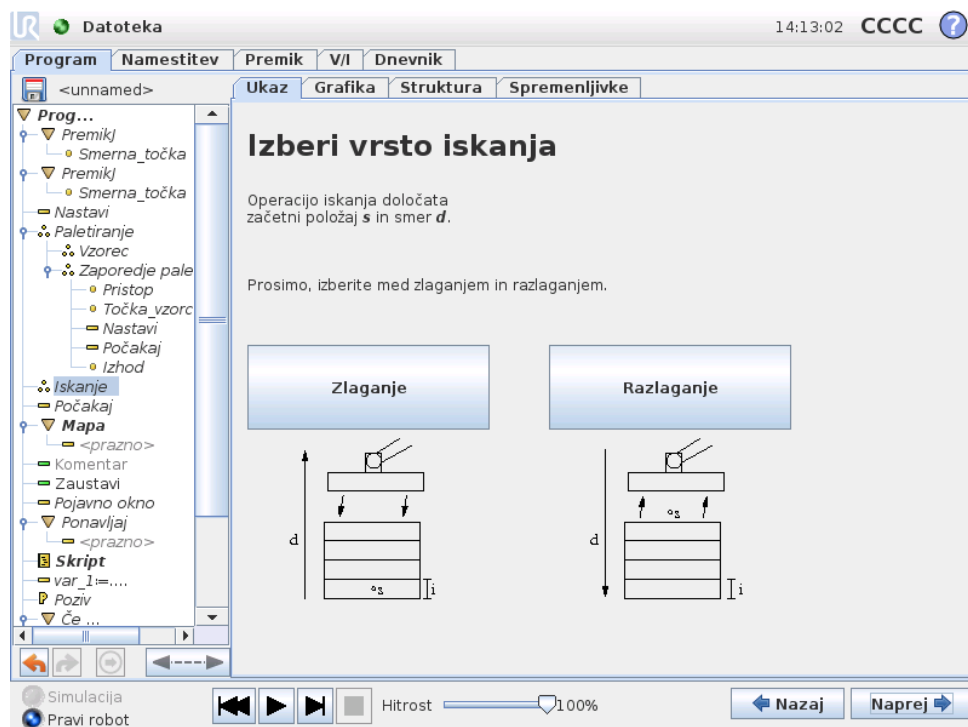 UR Datoteka 14:13:02 CCCC ?
Program Namestitev Premik V/I Dnevnik
<unnamed>
Ukaz Grafika Struktura Spremenljivke
Prog...
PremikJ
Smerna_točka
PremikJ
Smerna_točka
Nastavi
Paletiranje
Vzorec
Zaporedje pale
Pristop
Točka_vzorc
Nastavi
Počakaj
Izhod
Iskanje
Počakaj
Mapa
<prazno>
Komentar
Zaustavi
Pojavno okno
Ponavljaj
<prazno>
Skript
var_1:=....
P Poziv
Če ...
Izberi vrsto iskanja
Operacijo iskanja določata
začetni položaj s in smer d.
Prosimo, izberite med zlaganjem in razlaganjem.
Zlaganje Razlaganje
d s i
d s i
Simulacija
Pravi robot
Hitrost 100%
Nazaj Naprej